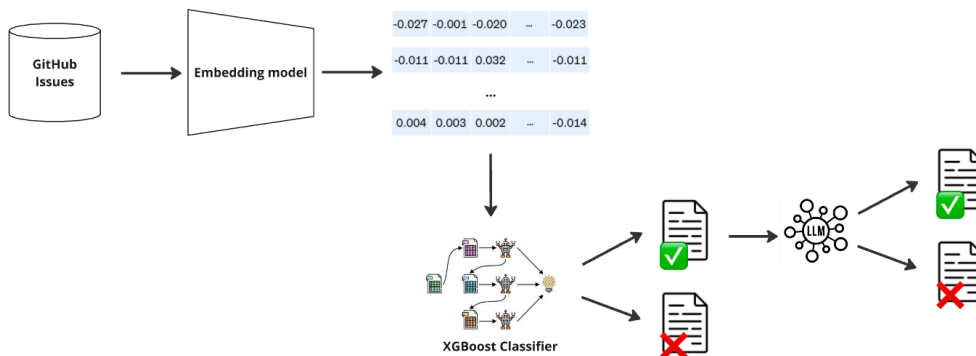 -0.027 -0.001 -0.020 ... -0.023
GitHub
Issues
Embedding model
-0.011 -0.011 0.032 ... -0.011
...
0.004 0.003 0.002 ... -0.014
LLM
XGBoost Classifier